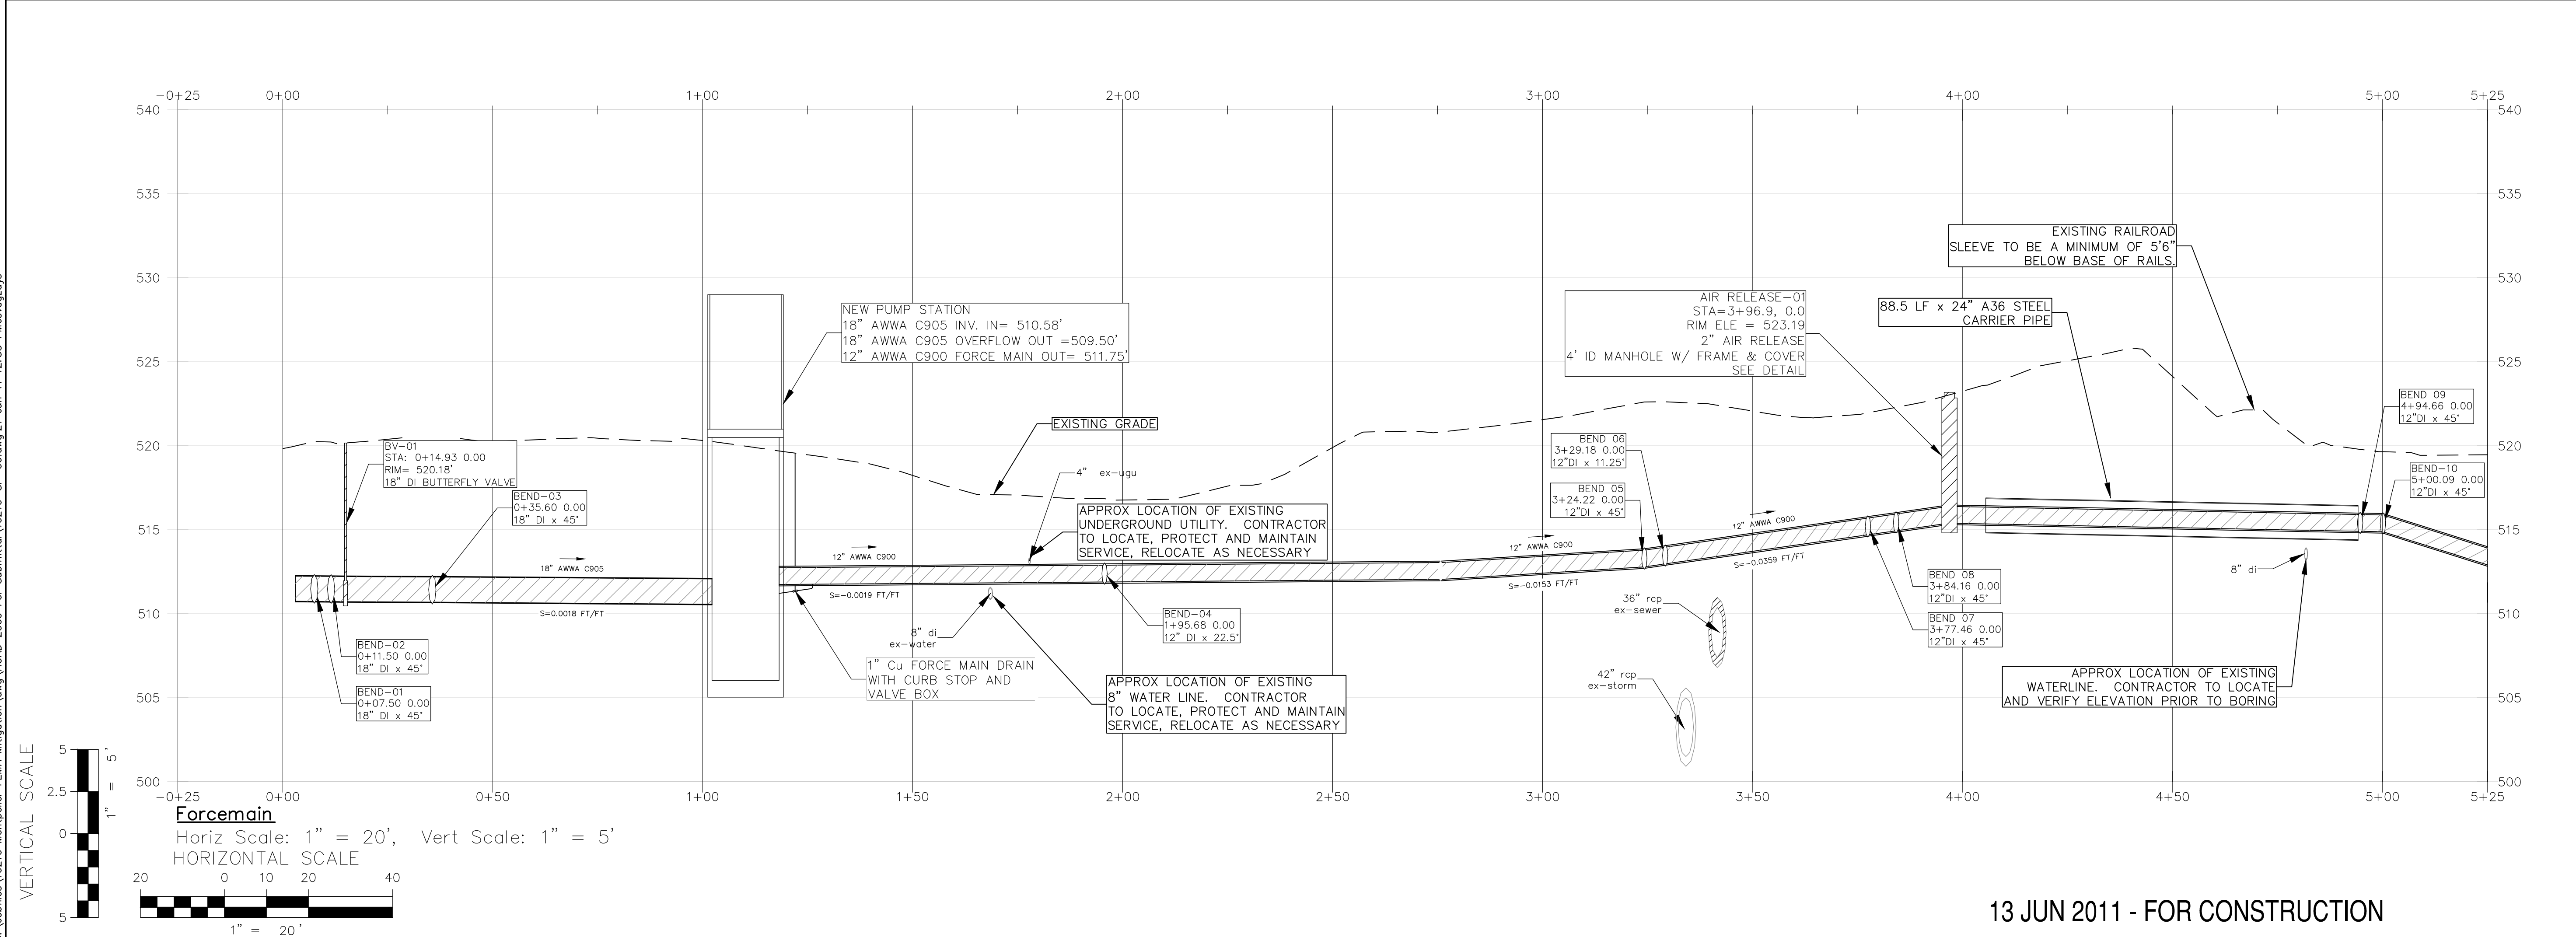 -0+25 0+00 1+00 2+00 3+00 4+00 5+00 5+25
540 540
535 535
530 530
525 525
520 520
515 515
510 510
505 505
500 500
-0+25 0+00 0+50 1+00 1+50 2+00 2+50 3+00 3+50 4+00 4+50 5+00 5+25
EXISTING RAILROAD
SLEEVE TO BE A MINIMUM OF 5'6"
BELOW BASE OF RAILS.
NEW PUMP STATION
18" AWWA C905 INV. IN= 510.58'
18" AWWA C905 OVERFLOW OUT =509.50'
12" AWWA C900 FORCE MAIN OUT= 511.75'
AIR RELEASE-01
STA=3+96.9, 0.0
RIM ELE = 523.19
2" AIR RELEASE
4' ID MANHOLE W/ FRAME & COVER
SEE DETAIL
88.5 LF x 24" A36 STEEL
CARRIER PIPE
BEND 09
4+94.66 0.00
12"DI x 45°
EXISTING GRADE
BV-01
STA: 0+14.93 0.00
RIM= 520.18'
18" DI BUTTERFLY VALVE
BEND 06
3+29.18 0.00
12"DI x 11.25°
4" ex-ugu
BEND-10
5+00.09 0.00
12"DI x 45°
BEND-03
0+35.60 0.00
18" DI x 45°
BEND 05
3+24.22 0.00
12"DI x 45°
APPROX LOCATION OF EXISTING
UNDERGROUND UTILITY. CONTRACTOR
TO LOCATE, PROTECT AND MAINTAIN
SERVICE, RELOCATE AS NECESSARY
12" AWWA C900
12" AWWA C900
12" AWWA C900
18" AWWA C905
S=0.0018 FT/FT
S=-0.0019 FT/FT
S=-0.0153 FT/FT
S=-0.0359 FT/FT
8" di
BEND 08
3+84.16 0.00
12"DI x 45°
36" rcp
ex-sewer
BEND-04
1+95.68 0.00
12" DI x 22.5°
BEND 07
3+77.46 0.00
12"DI x 45°
8" di
ex-water
BEND-02
0+11.50 0.00
18" DI x 45°
1" Cu FORCE MAIN DRAIN
WITH CURB STOP AND
VALVE BOX
42" rcp
ex-storm
APPROX LOCATION OF EXISTING
8" WATER LINE. CONTRACTOR
TO LOCATE, PROTECT AND MAINTAIN
SERVICE, RELOCATE AS NECESSARY
APPROX LOCATION OF EXISTING
WATERLINE. CONTRACTOR TO LOCATE
AND VERIFY ELEVATION PRIOR TO BORING
BEND-01
0+07.50 0.00
18" DI x 45°
VERTICAL SCALE
5
2.5
0
5
1" = 5'
Forcemain
Horiz Scale: 1" = 20', Vert Scale: 1" = 5'
HORIZONTAL SCALE
20 0 10 20 40
1" = 20'
13 JUN 2011 - FOR CONSTRUCTION